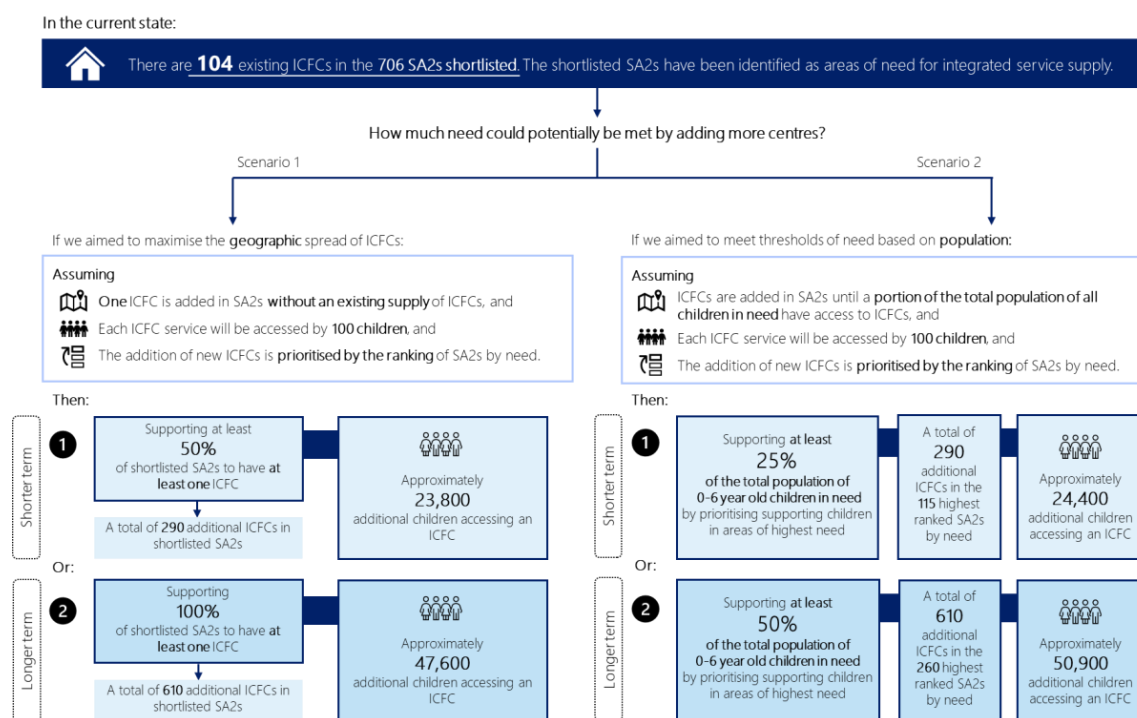 In the current state:
There are 104 existing ICFCs in the 706 SA2s shortlisted. The shortlisted SA2s have been identified as areas of need for integrated service supply.
How much need could potentially be met by adding more centres?
Scenario 1
If we aimed to maximise the geographic spread of ICFCs:
Assuming
One ICFC is added in SA2s without an existing supply of ICFCs, and
Each ICFC service will be accessed by 100 children, and
The addition of new ICFCs is prioritised by the ranking of SA2s by need.
Then:
Shorter term
1
Supporting at least
50%
of shortlisted SA2s to have at
least one ICFC
A total of 290 additional ICFCs in
shortlisted SA2s
Approximately
23,800
additional children accessing an
ICFC
Or:
Longer term
2
Supporting
100%
of shortlisted SA2s to have at
least one ICFC
A total of 610 additional ICFCs in
shortlisted SA2s
Approximately
47,600
additional children accessing an
ICFC
Scenario 2
If we aimed to meet thresholds of need based on population:
Assuming
ICFCs are added in SA2s until a portion of the total population of all
children in need have access to ICFCs, and
Each ICFC service will be accessed by 100 children, and
The addition of new ICFCs is prioritised by the ranking of SA2s by need.
Then:
Shorter term
1
Supporting at least
25%
of the total population of
0-6 year old children in need
by prioritising supporting children
in areas of highest need
A total of
290
additional
ICFCs in the
115 highest
ranked SA2s
by need
Approximately
24,400
additional children
accessing an ICFC
Or:
Longer term
2
Supporting at least
50%
of the total population of
0-6 year old children in need
by prioritising supporting children
in areas of highest need
A total of
610
additional
ICFCs in the
260 highest
ranked SA2s
by need
Approximately
50,900
additional children
accessing an ICFC